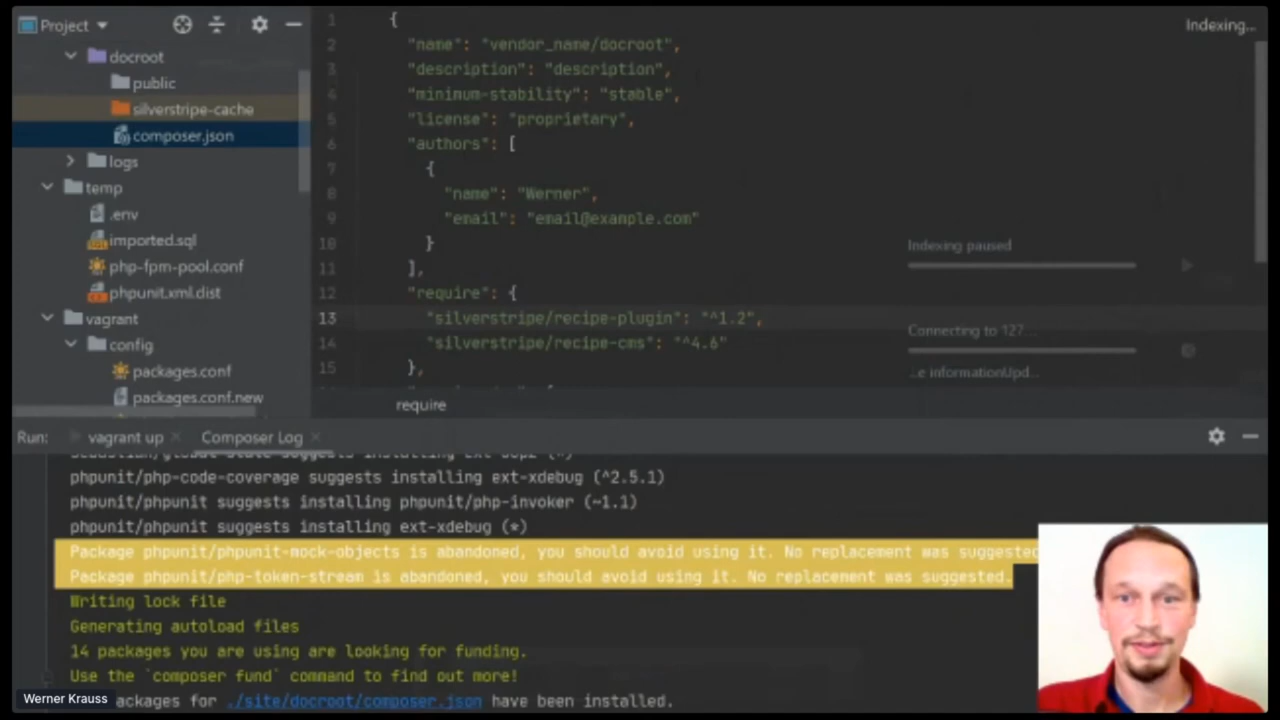 Project
docroot
public
silverstripe-cache
composer.json
logs
temp
.env
imported.sql
php-fpm-pool.conf
phpunit.xml.dist
vagrant
config
packages.conf
packages.conf.new
1 {
2 "name": "vendor_name/docroot",
3 "description": "description",
4 "minimum-stability": "stable",
5 "license": "proprietary",
6 "authors": [
7 {
8 "name": "Werner",
9 "email": "email@example.com"
10 }
11 ],
12 "require": {
13 "silverstripe/recipe-plugin": "^1.2",
14 "silverstripe/recipe-cms": "^4.6"
15 },
require
Indexing...
Indexing paused
Connecting to 127...
...e informationUpd...
Run: vagrant up Composer Log
phpunit/php-code-coverage suggests installing ext-xdebug (^2.5.1)
phpunit/phpunit suggests installing phpunit/php-invoker (~1.1)
phpunit/phpunit suggests installing ext-xdebug (*)
Package phpunit/phpunit-mock-objects is abandoned, you should avoid using it. No replacement was suggested
Package phpunit/php-token-stream is abandoned, you should avoid using it. No replacement was suggested.
Writing lock file
Generating autoload files
14 packages you are using are looking for funding.
Use the `composer fund` command to find out more!
ackages for ./site/docroot/composer.json have been installed.
Werner Krauss